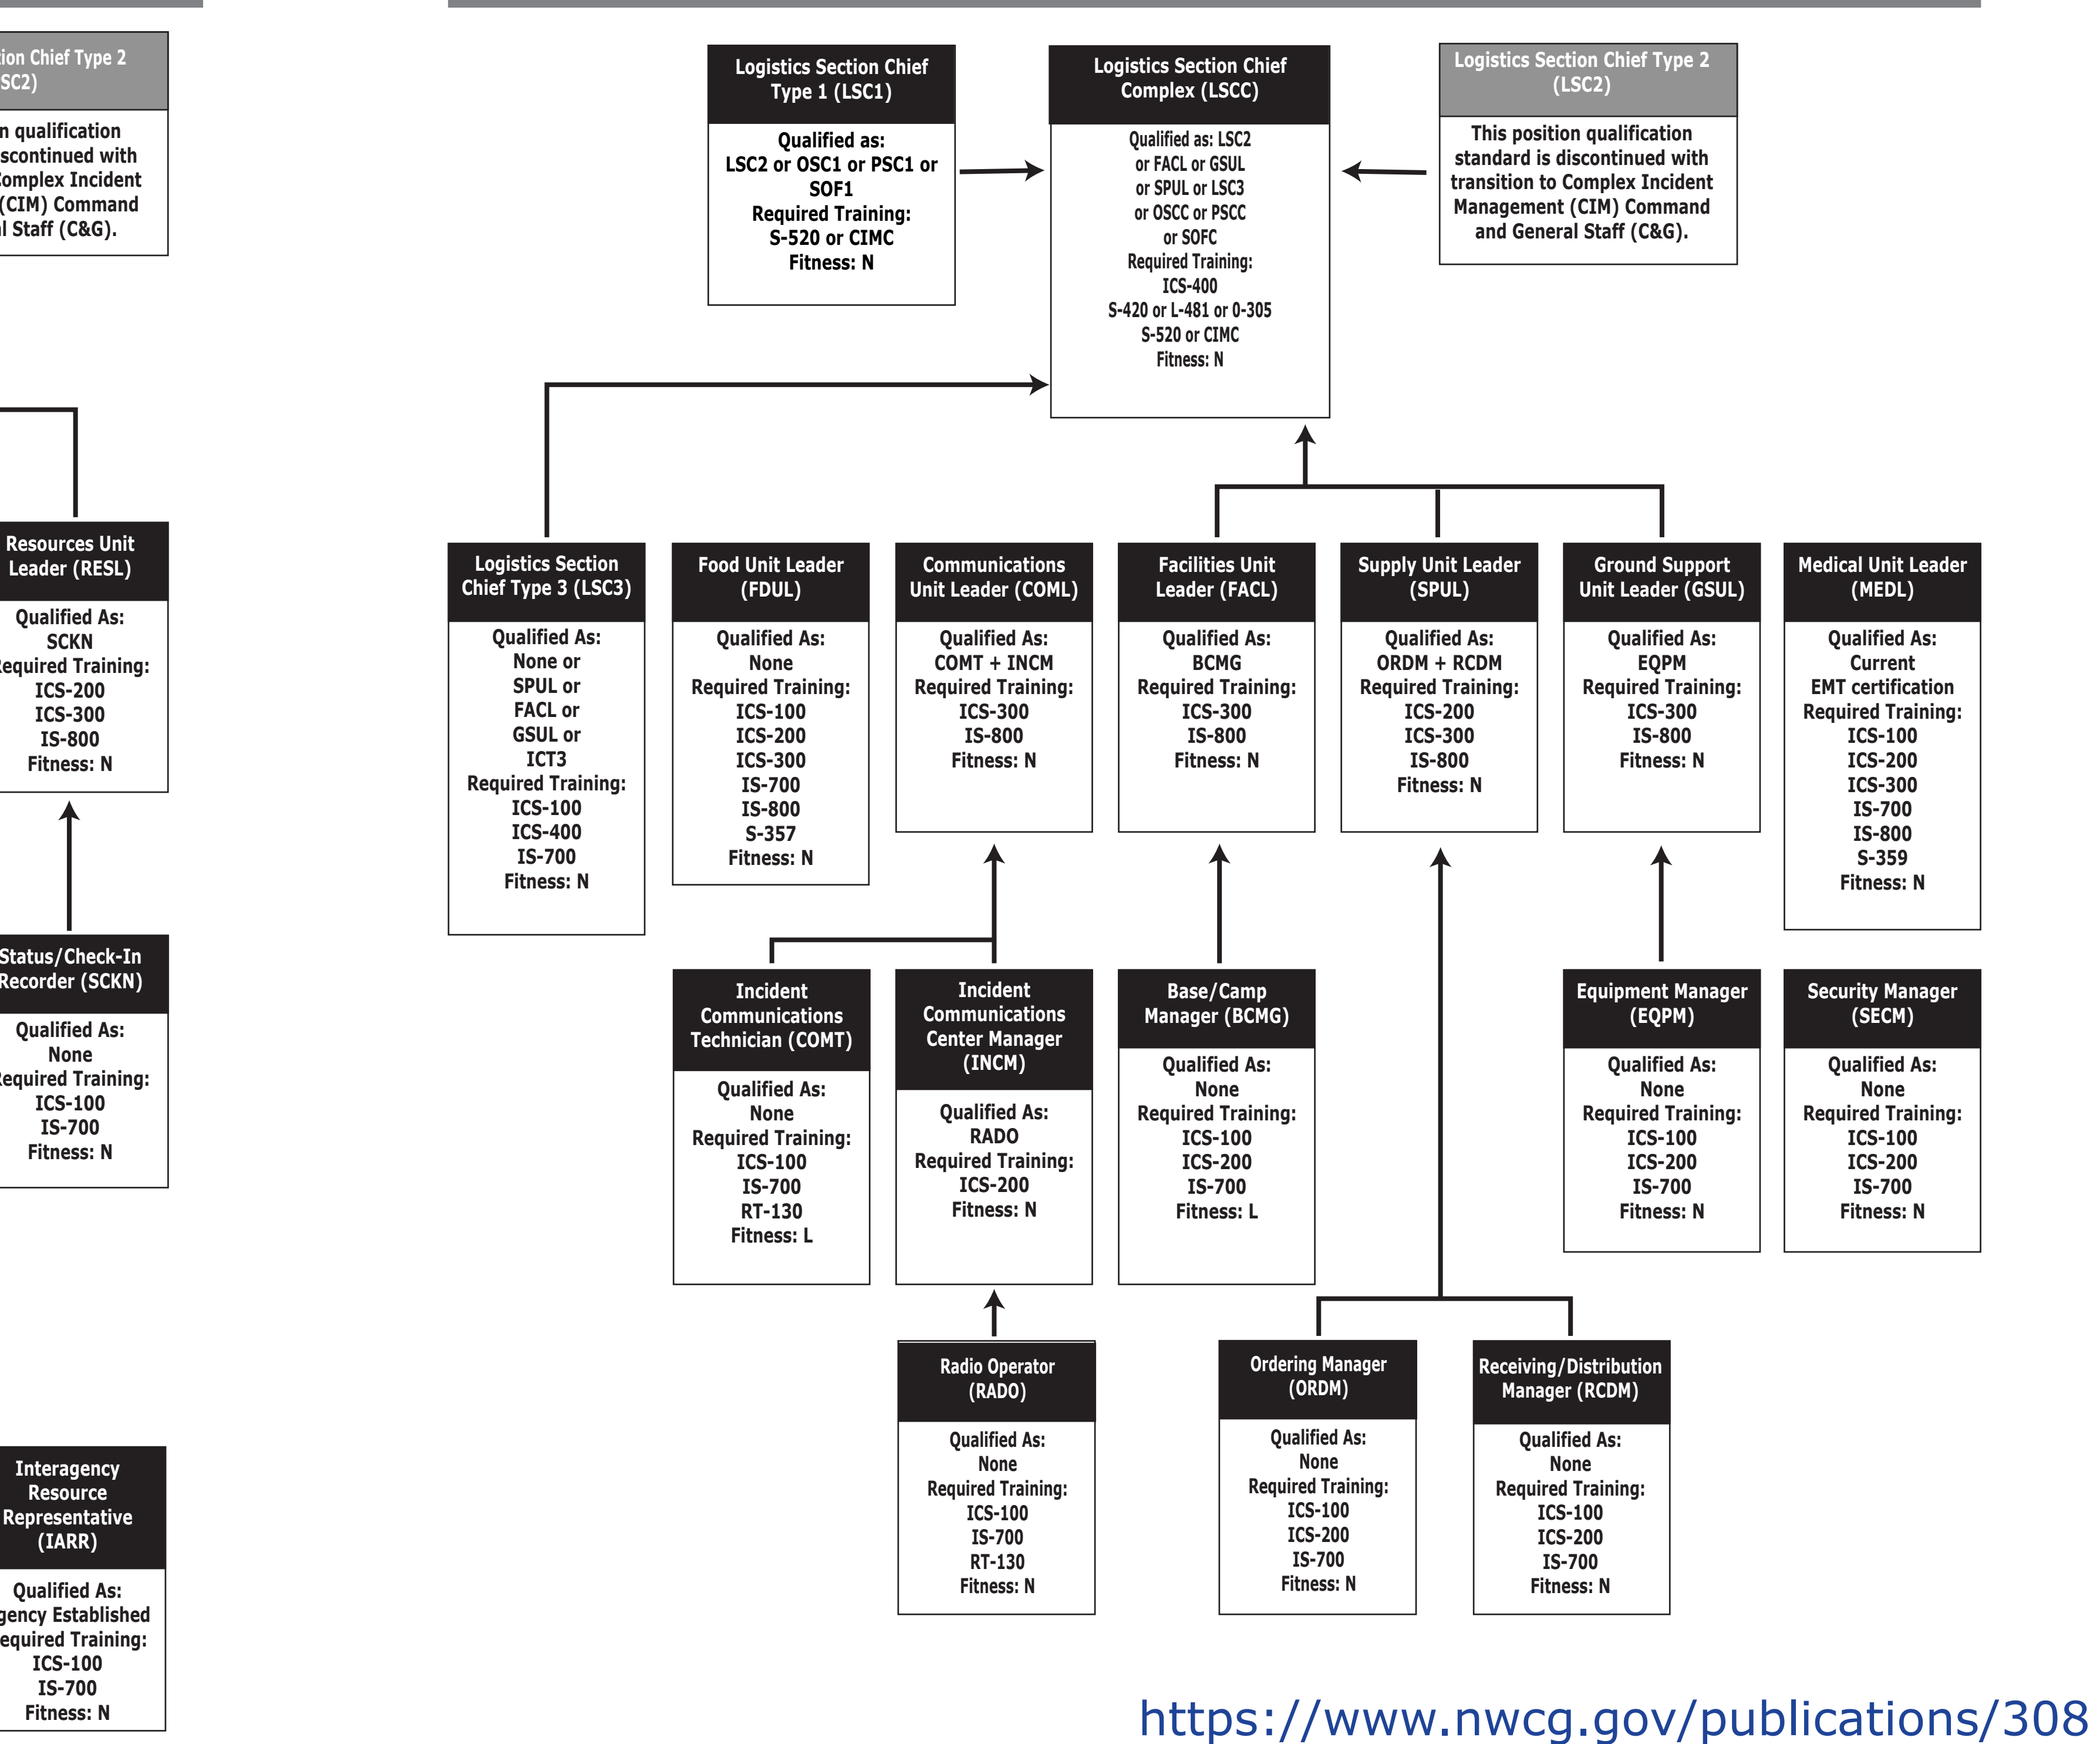 ion Chief Type 2
SC2)
n qualification
scontinued with
Complex Incident
(CIM) Command
l Staff (C&G).
Resources Unit
Leader (RESL)
Qualified As:
SCKN
equired Training:
ICS-200
ICS-300
IS-800
Fitness: N
Status/Check-In
Recorder (SCKN)
Qualified As:
None
equired Training:
ICS-100
IS-700
Fitness: N
Interagency
Resource
Representative
(IARR)
Qualified As:
gency Established
equired Training:
ICS-100
IS-700
Fitness: N
Logistics Section Chief
Type 1 (LSC1)
Qualified as:
LSC2 or OSC1 or PSC1 or
SOF1
Required Training:
S-520 or CIMC
Fitness: N
Logistics Section Chief
Complex (LSCC)
Qualified as: LSC2
or FACL or GSUL
or SPUL or LSC3
or OSCC or PSCC
or SOFC
Required Training:
ICS-400
S-420 or L-481 or 0-305
S-520 or CIMC
Fitness: N
Logistics Section Chief Type 2
(LSC2)
This position qualification
standard is discontinued with
transition to Complex Incident
Management (CIM) Command
and General Staff (C&G).
Logistics Section
Chief Type 3 (LSC3)
Qualified As:
None or
SPUL or
FACL or
GSUL or
ICT3
Required Training:
ICS-100
ICS-400
IS-700
Fitness: N
Food Unit Leader
(FDUL)
Qualified As:
None
Required Training:
ICS-100
ICS-200
ICS-300
IS-700
IS-800
S-357
Fitness: N
Communications
Unit Leader (COML)
Qualified As:
COMT + INCM
Required Training:
ICS-300
IS-800
Fitness: N
Facilities Unit
Leader (FACL)
Qualified As:
BCMG
Required Training:
ICS-300
IS-800
Fitness: N
Supply Unit Leader
(SPUL)
Qualified As:
ORDM + RCDM
Required Training:
ICS-200
ICS-300
IS-800
Fitness: N
Ground Support
Unit Leader (GSUL)
Qualified As:
EQPM
Required Training:
ICS-300
IS-800
Fitness: N
Medical Unit Leader
(MEDL)
Qualified As:
Current
EMT certification
Required Training:
ICS-100
ICS-200
ICS-300
IS-700
IS-800
S-359
Fitness: N
Incident
Communications
Technician (COMT)
Qualified As:
None
Required Training:
ICS-100
IS-700
RT-130
Fitness: L
Incident
Communications
Center Manager
(INCM)
Qualified As:
RADO
Required Training:
ICS-200
Fitness: N
Base/Camp
Manager (BCMG)
Qualified As:
None
Required Training:
ICS-100
ICS-200
IS-700
Fitness: L
Equipment Manager
(EQPM)
Qualified As:
None
Required Training:
ICS-100
ICS-200
IS-700
Fitness: N
Security Manager
(SECM)
Qualified As:
None
Required Training:
ICS-100
ICS-200
IS-700
Fitness: N
Radio Operator
(RADO)
Qualified As:
None
Required Training:
ICS-100
IS-700
RT-130
Fitness: N
Ordering Manager
(ORDM)
Qualified As:
None
Required Training:
ICS-100
ICS-200
IS-700
Fitness: N
Receiving/Distribution
Manager (RCDM)
Qualified As:
None
Required Training:
ICS-100
ICS-200
IS-700
Fitness: N
https://www.nwcg.gov/publications/308